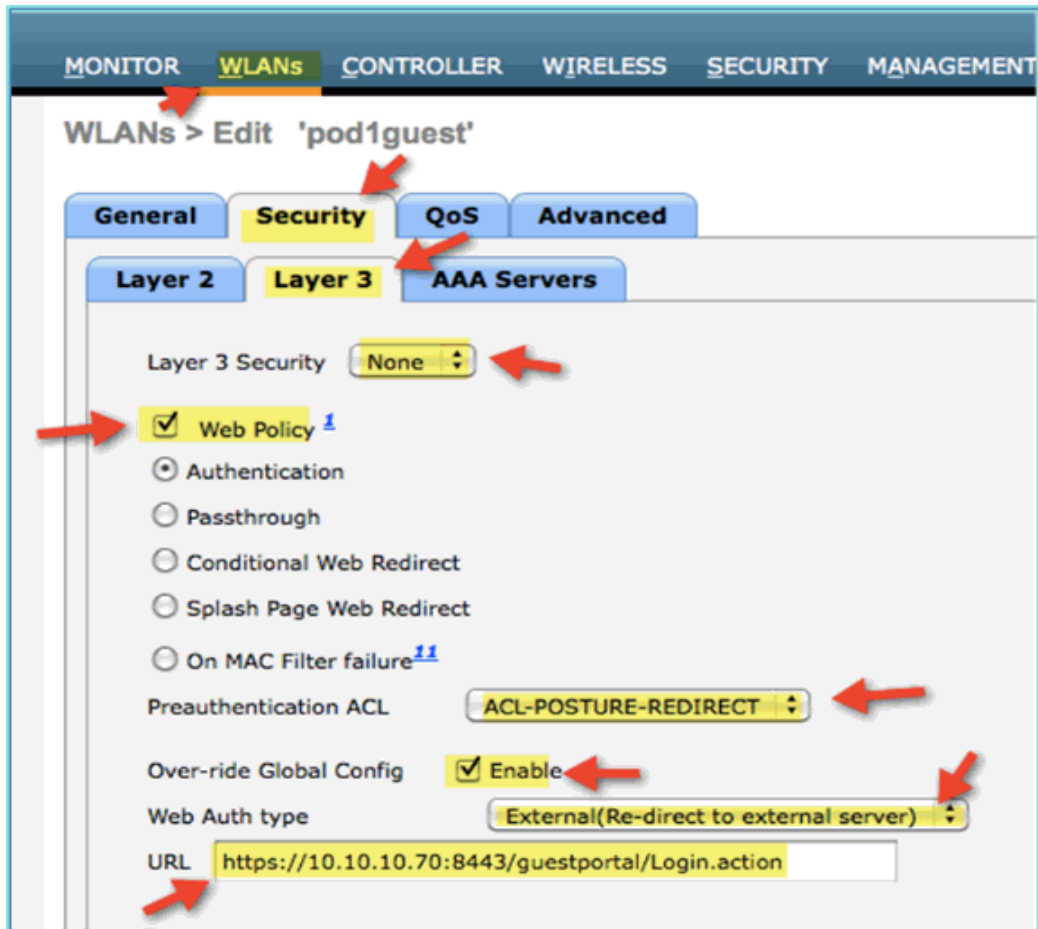 MONITOR WLANs CONTROLLER WIRELESS SECURITY MANAGEMENT
WLANs > Edit 'pod1guest'
General Security QoS Advanced
Layer 2 Layer 3 AAA Servers
Layer 3 Security None
Web Policy 1
Authentication
Passthrough
Conditional Web Redirect
Splash Page Web Redirect
On MAC Filter failure11
Preauthentication ACL ACL-POSTURE-REDIRECT
Over-ride Global Config Enable
Web Auth type External(Re-direct to external server)
URL https://10.10.10.70:8443/guestportal/Login.action